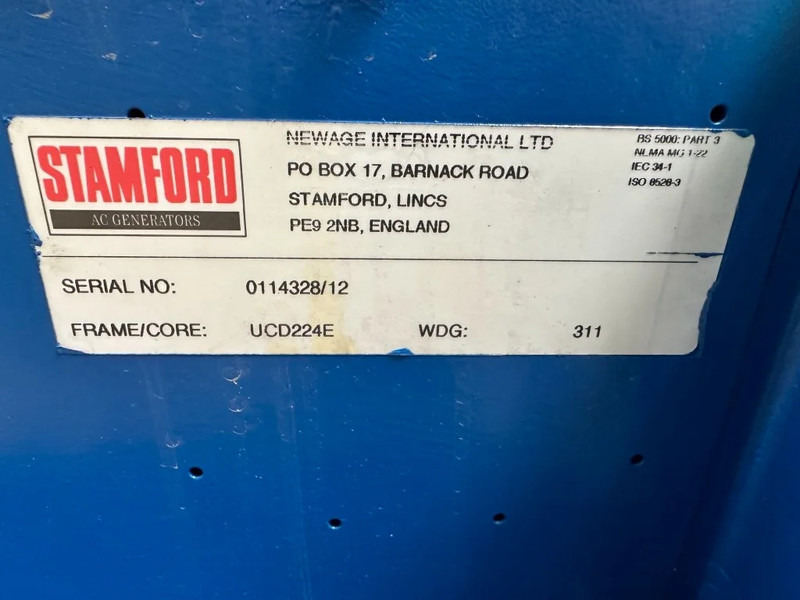 STAMFORD
AC GENERATORS
NEWAGE INTERNATIONAL LTD
PO BOX 17, BARNACK ROAD
STAMFORD, LINCS
PE9 2NB, ENGLAND
BS 5000: PART 3
NEMA MG 1-22
IEC 34-1
ISO 8528-3
SERIAL NO: 0114328/12
FRAME/CORE: UCD224E WDG: 311